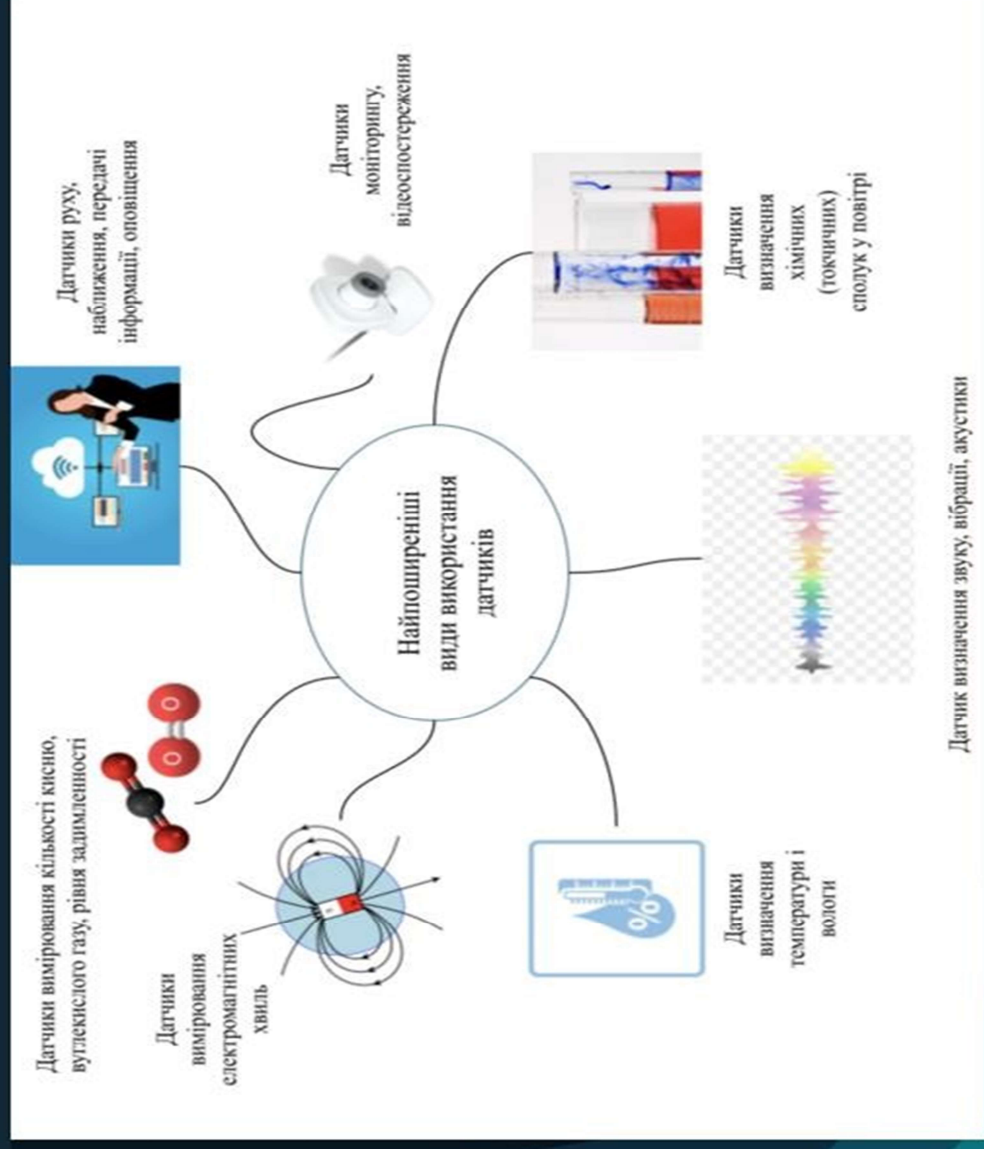 Датчики вимірювання кількості кисню,
вуглекислого газу, рівня задимленності
Датчики руху,
наближення, передачі
інформації, оповіщення
Датчики
вимірювання
електромагнітних
хвиль
O O
Датчики
моніторингу,
відеоспостереження
Найпоширеніші
види використання
датчиків
%
Датчики
визначення
температури і
вологи
Датчики
визначення
хімічних
(токичних)
сполук у повітрі
Датчик визначення звуку, вібрації, акустики